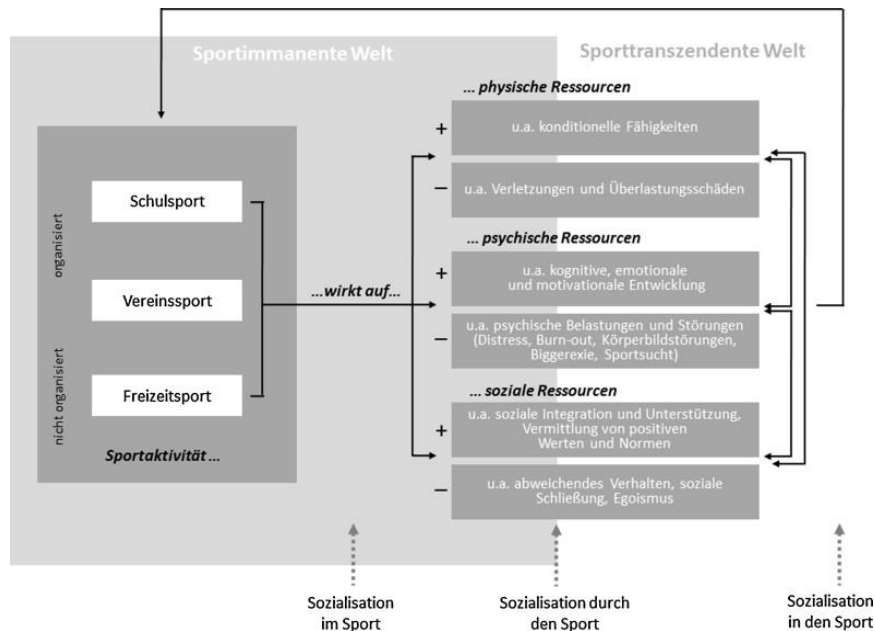 Sportimmanente Welt
Sporttranszendente Welt
... physische Ressourcen
+
u.a. konditionelle Fähigkeiten
–
u.a. Verletzungen und Überlastungsschäden
... psychische Ressourcen
+
u.a. kognitive, emotionale
und motivationale Entwicklung
–
u.a. psychische Belastungen und Störungen
(Distress, Burn-out, Körperbildstörungen,
Biggerexie, Sportsucht)
... soziale Ressourcen
+
u.a. soziale Integration und Unterstützung,
Vermittlung von positiven
Werten und Normen
–
u.a. abweichendes Verhalten, soziale
Schließung, Egoismus
organisiert
nicht organisiert
Schulsport
Vereinssport
Freizeitsport
Sportaktivität ...
...wirkt auf...
Sozialisation
im Sport
Sozialisation durch
den Sport
Sozialisation
in den Sport